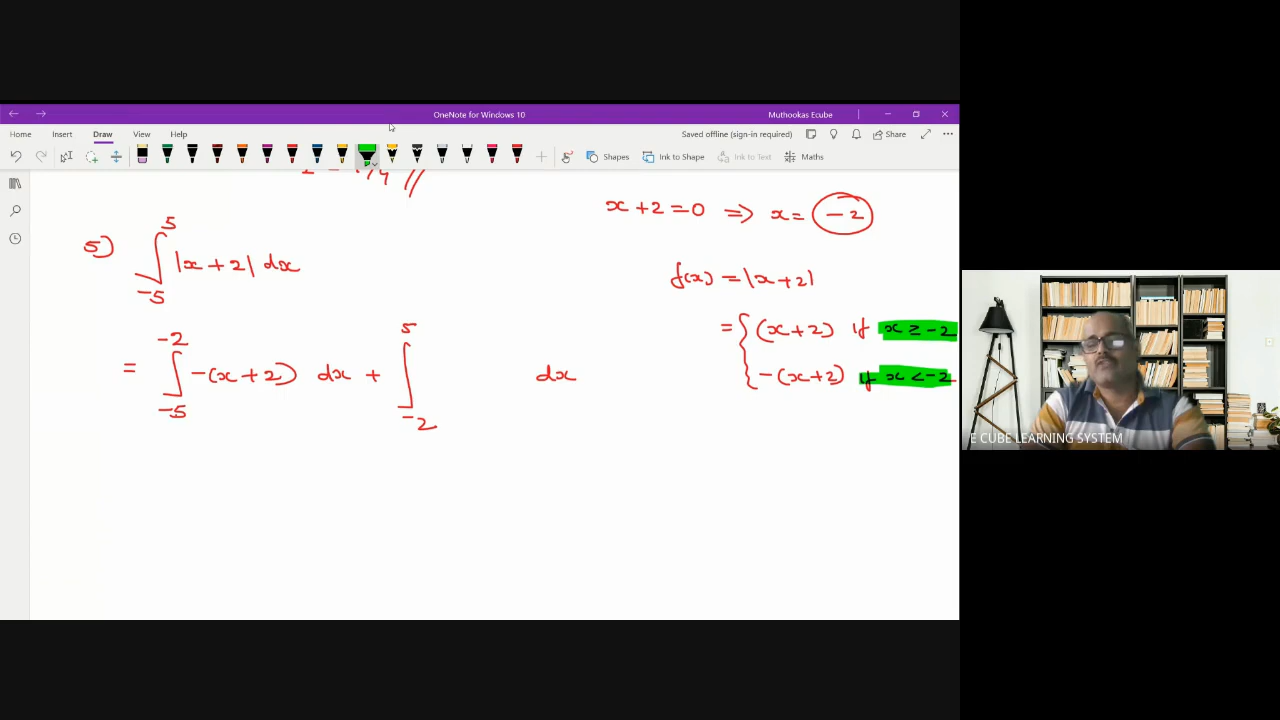 OneNote for Windows 10
Muthookas Ecube
Home Insert Draw View Help
Saved offline (sign-in required)
Share
Shapes
Ink to Shape
Ink to Text
Maths
x + 2 = 0 ⇒ x = -2
5) ∫_{-5}^{5} |x + 2| dx
f(x) = |x + 2|
= { (x + 2) if x ≥ -2
-(x + 2) if x < -2
= ∫_{-5}^{-2} -(x + 2) dx + ∫_{-2}^{5} dx
E CUBE LEARNING SYSTEM